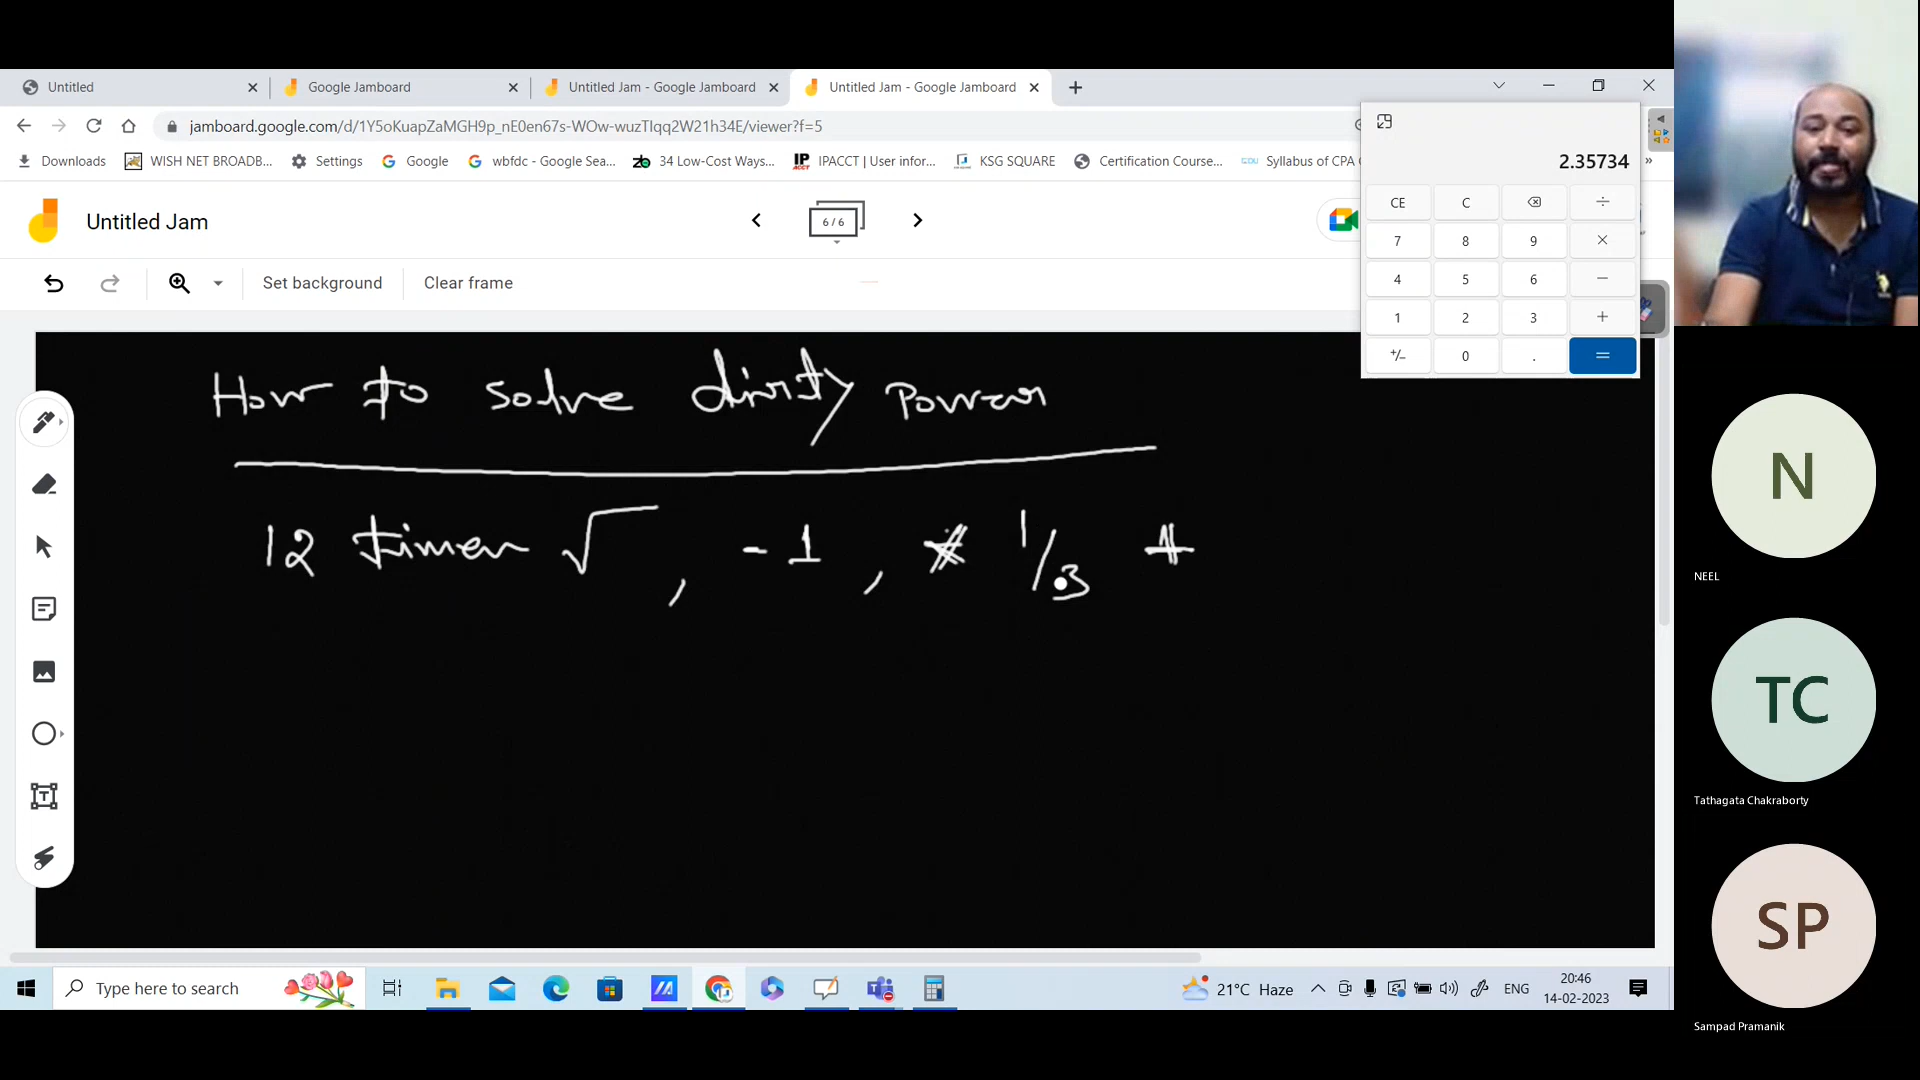 Untitled
Google Jamboard
Untitled Jam - Google Jamboard
Untitled Jam - Google Jamboard
jamboard.google.com/d/1Y5oKuapZaMGH9p_nE0en67s-WOw-wuzTIqq2W21h34E/viewer?f=5
Downloads WISH NET BROADB... Settings Google wbfdc - Google Sea... 34 Low-Cost Ways... IPACCT | User infor... KSG SQUARE Certification Course... Syllabus of CPA
2.35734
CE C ÷
7 8 9 ×
4 5 6 −
1 2 3 +
+/− 0 . =
Untitled Jam
6 / 6
Set background Clear frame
How to solve dirsty Power
12 times √ , - 1 , * 1/3 +
N
NEEL
TC
Tathagata Chakraborty
SP
Sampad Pramanik
Type here to search
21°C Haze
ENG
20:46
14-02-2023